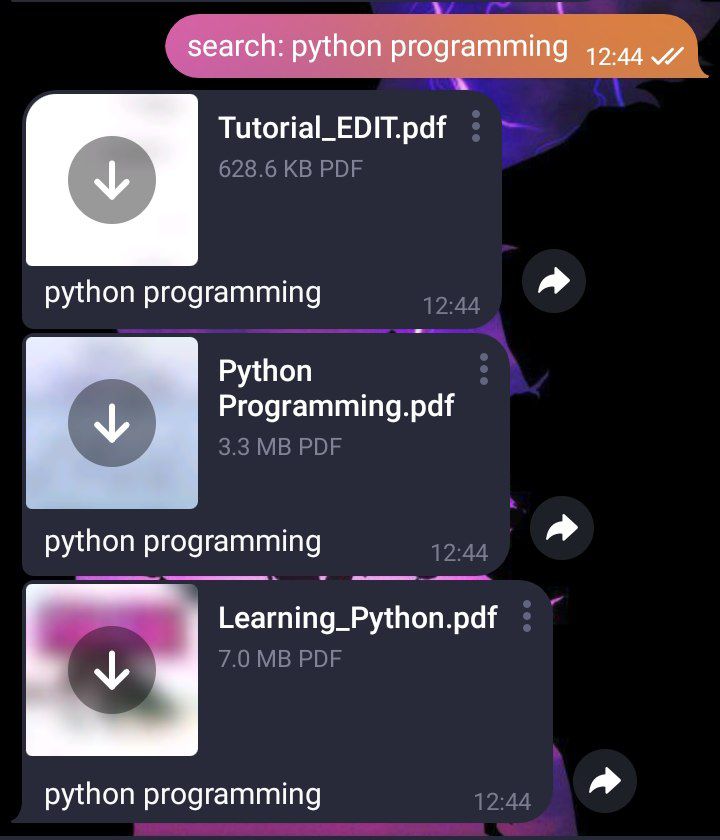 search: python programming 12:44
Tutorial_EDIT.pdf
628.6 KB PDF
python programming
12:44
Python
Programming.pdf
3.3 MB PDF
python programming
12:44
Learning_Python.pdf
7.0 MB PDF
python programming
12:44